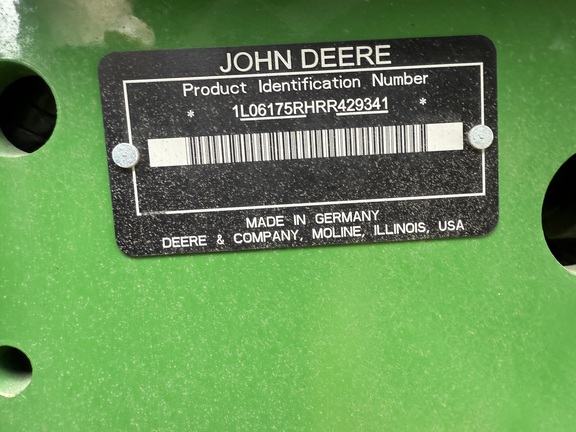 JOHN DEERE
Product Identification Number
* 1L06175RHRR429341 *
MADE IN GERMANY
DEERE & COMPANY, MOLINE, ILLINOIS, USA